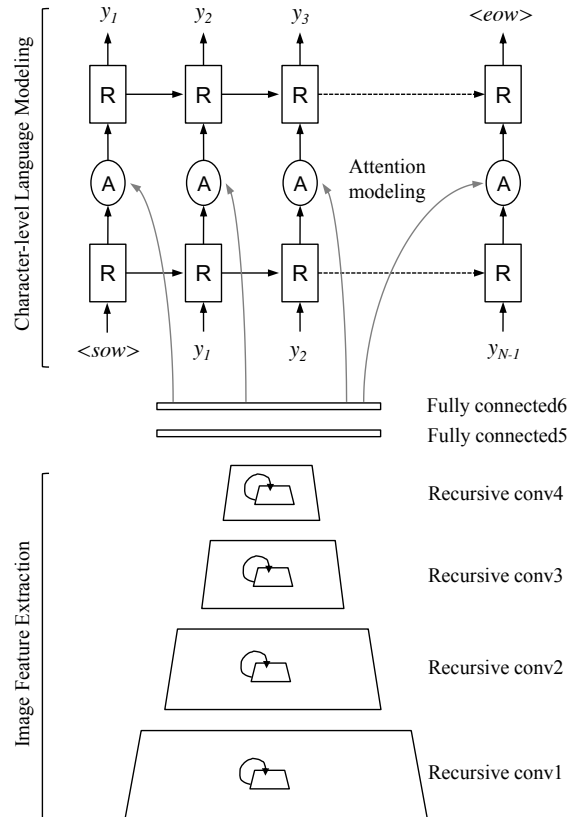 Character-level Language Modeling
y1 y2 y3 <eow>
R R R R
A A A A
Attention
modeling
R R R R
<sow> y1 y2 yN-1
Fully connected6
Fully connected5
Image Feature Extraction
Recursive conv4
Recursive conv3
Recursive conv2
Recursive conv1